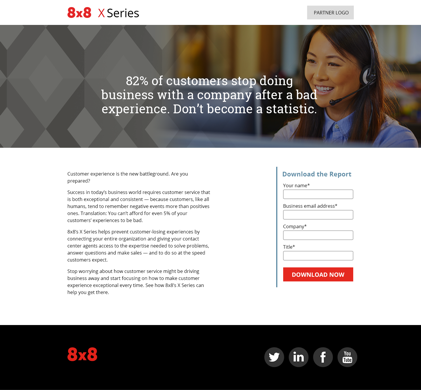 8x8 X Series
PARTNER LOGO
82% of customers stop doing
business with a company after a bad
experience. Don't become a statistic.
Customer experience is the new battleground. Are you
prepared?
Success in today's business world requires customer service that
is both exceptional and consistent — because customers, like all
humans, tend to remember negative events more than positives
ones. Translation: You can't afford for even 5% of your
customers' experiences to be bad.
8x8's X Series helps prevent customer-losing experiences by
connecting your entire organization and giving your contact
center agents access to the expertise needed to solve problems,
answer questions and make sales — and to do so at the speed
customers expect.
Stop worrying about how customer service might be driving
business away and start focusing on how to make customer
experience exceptional every time. See how 8x8's X Series can
help you get there.
Download the Report
Your name*
Business email address*
Company*
Title*
DOWNLOAD NOW
8x8
in
f
You
Tube